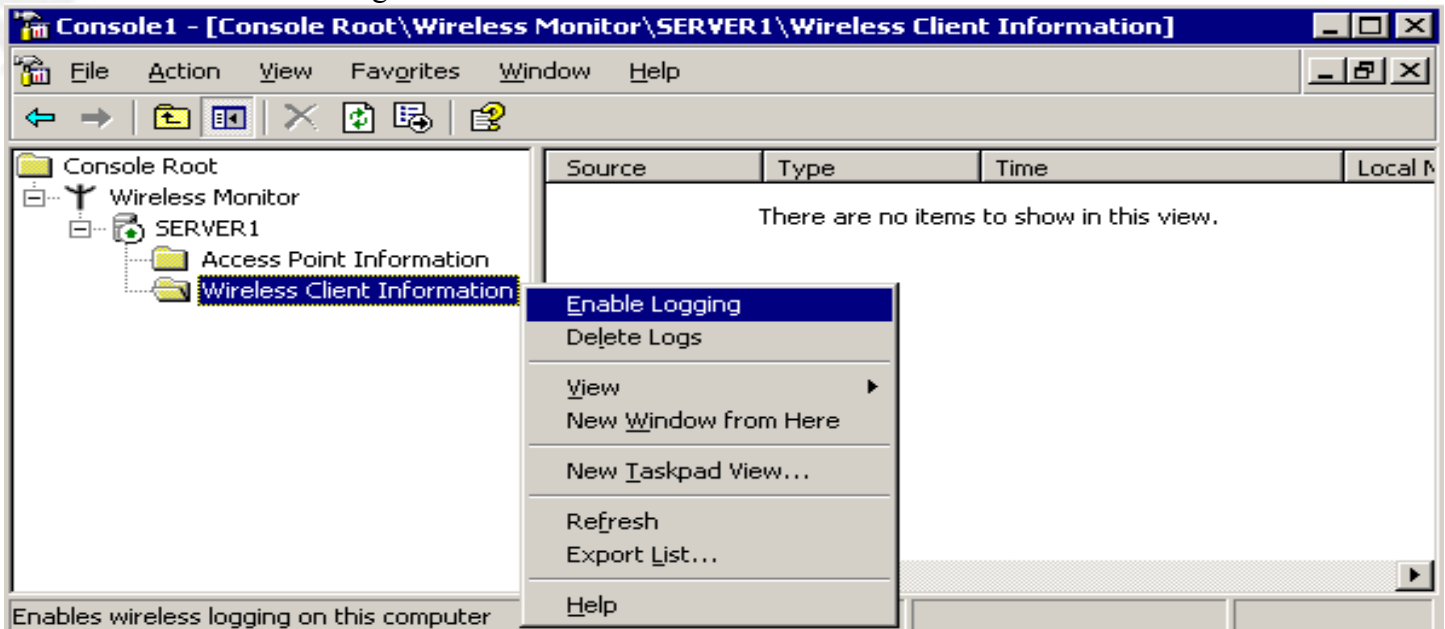 Console1 - [Console Root\Wireless Monitor\SERVER1\Wireless Client Information]
File Action View Favorites Window Help
Console Root
Wireless Monitor
SERVER1
Access Point Information
Wireless Client Information
Source Type Time Local
There are no items to show in this view.
Enable Logging
Delete Logs
View
New Window from Here
New Taskpad View...
Refresh
Export List...
Help
Enables wireless logging on this computer